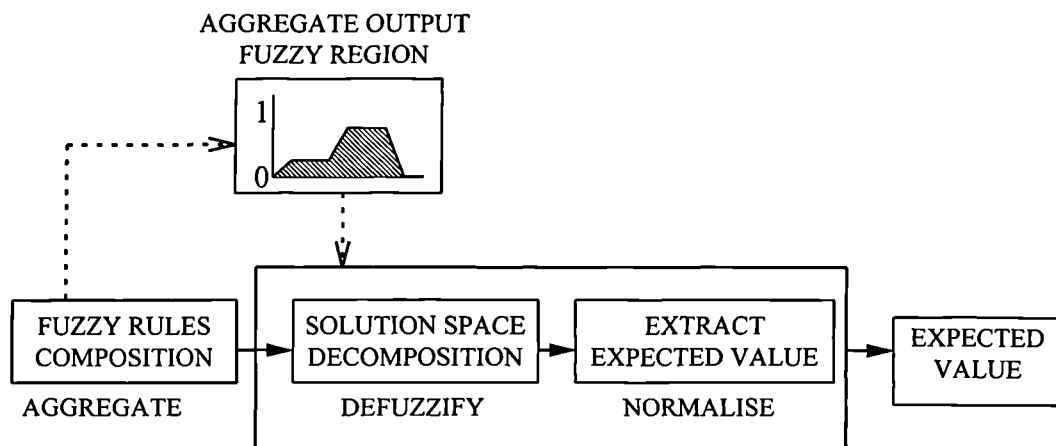 AGGREGATE OUTPUT
FUZZY REGION
1
0
FUZZY RULES
COMPOSITION
AGGREGATE
SOLUTION SPACE
DECOMPOSITION
DEFUZZIFY
EXTRACT
EXPECTED VALUE
NORMALISE
EXPECTED
VALUE